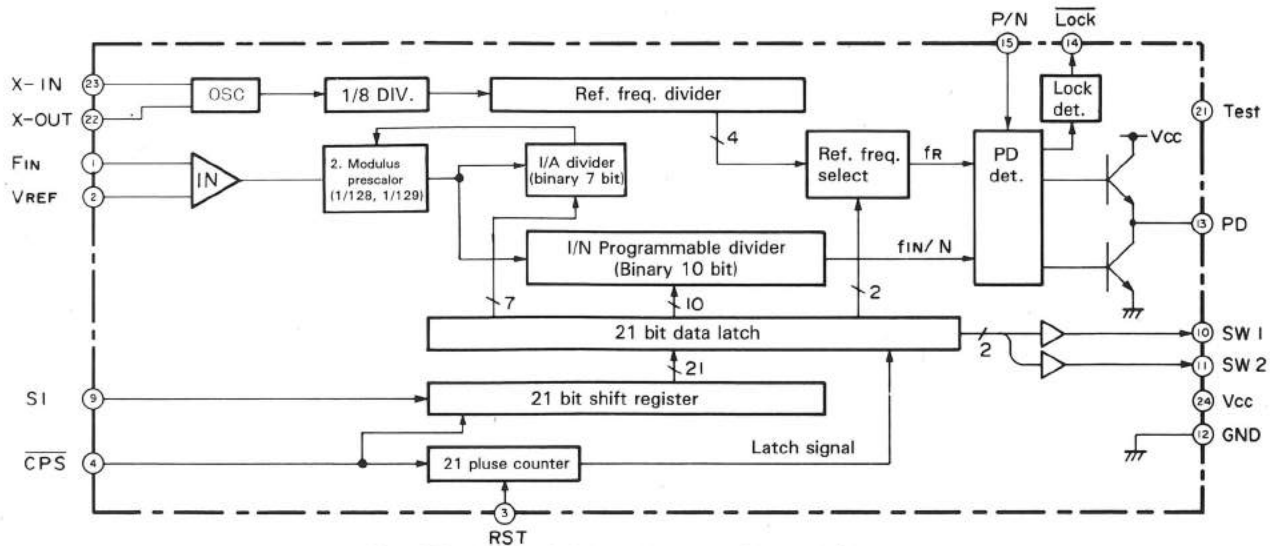 P/N
Lock
15
14
X-IN
23
OSC
1/8 DIV.
Ref. freq. divider
Lock
det.
X-OUT
22
21
Test
4
Vcc
FIN
1
IN
2. Modulus
prescalor
(1/128, 1/129)
I/A divider
(binary 7 bit)
Ref. freq.
select
fR
PD
det.
VREF
2
13
PD
I/N Programmable divider
(Binary 10 bit)
fIN/N
7
10
2
21 bit data latch
2
10
SW 1
11
SW 2
21
SI
9
21 bit shift register
24
Vcc
12
GND
Latch signal
CPS
4
21 pluse counter
3
RST